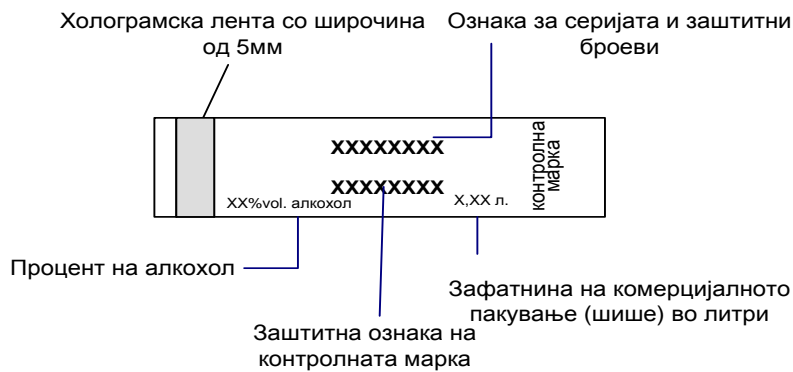 Холограмска лента со широчина
од 5мм
Ознака за серијата и заштитни
броеви
XXXXXXXX
XXXXXXXX
XX%vol. алкохол
X,XX л.
контролна
марка
Процент на алкохол
Зафатнина на комерцијалното
пакување (шише) во литри
Заштитна ознака на
контролната марка